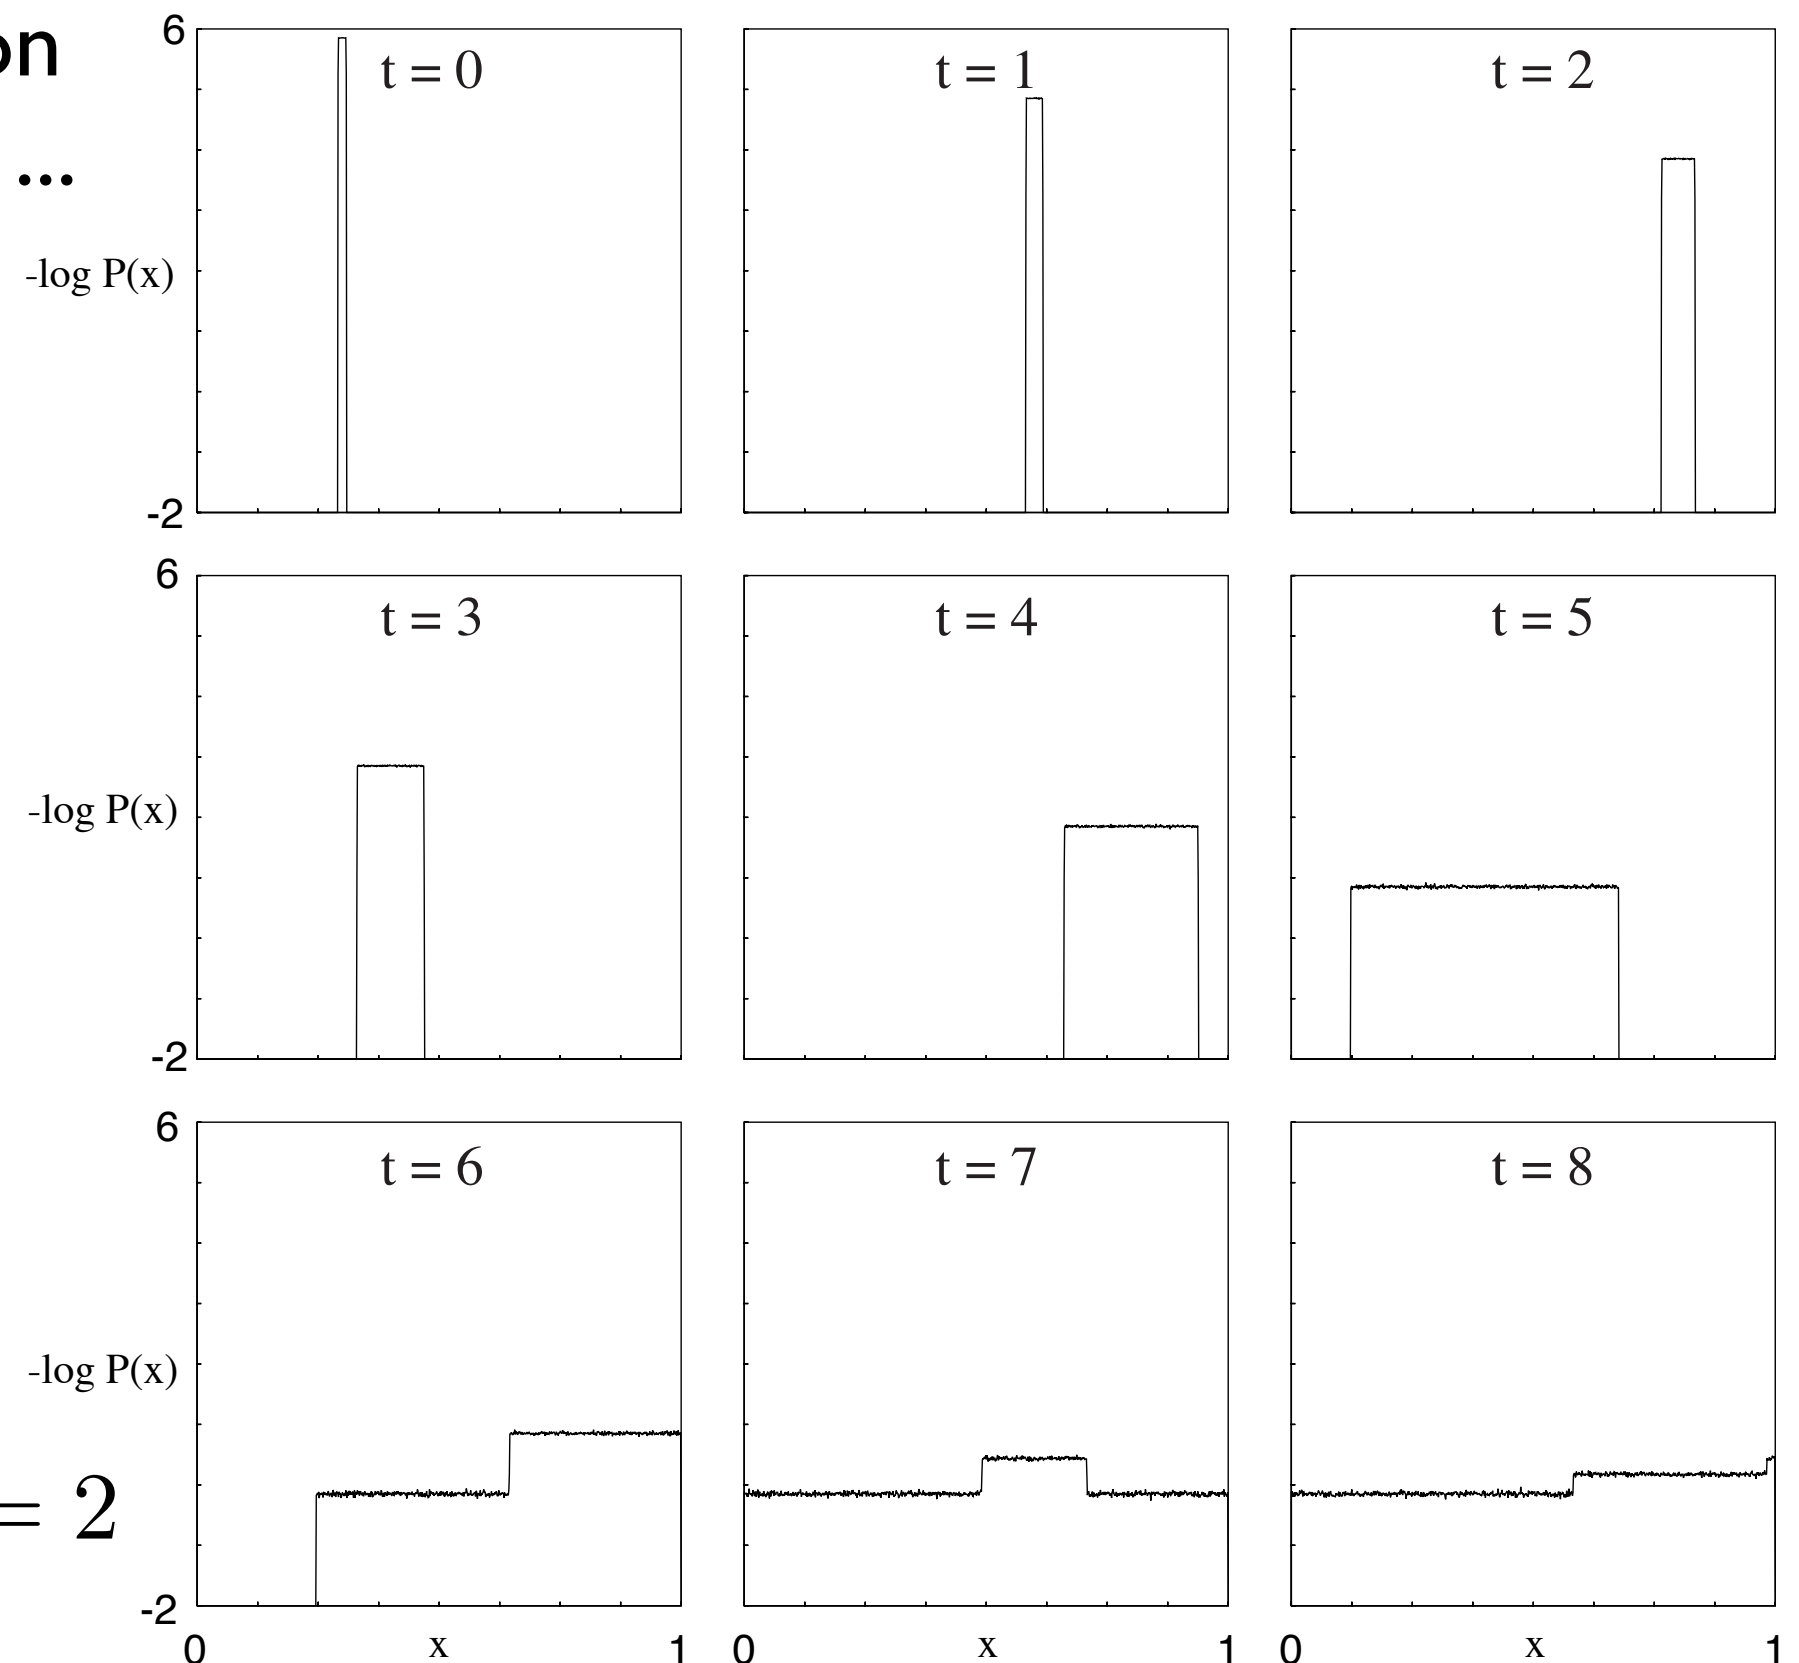 on
6
t = 0
t = 1
t = 2
...
-log P(x)
-2
6
t = 3
t = 4
t = 5
-log P(x)
-2
6
t = 6
t = 7
t = 8
-log P(x)
= 2
-2
0 x 1 0 x 1 0 x 1